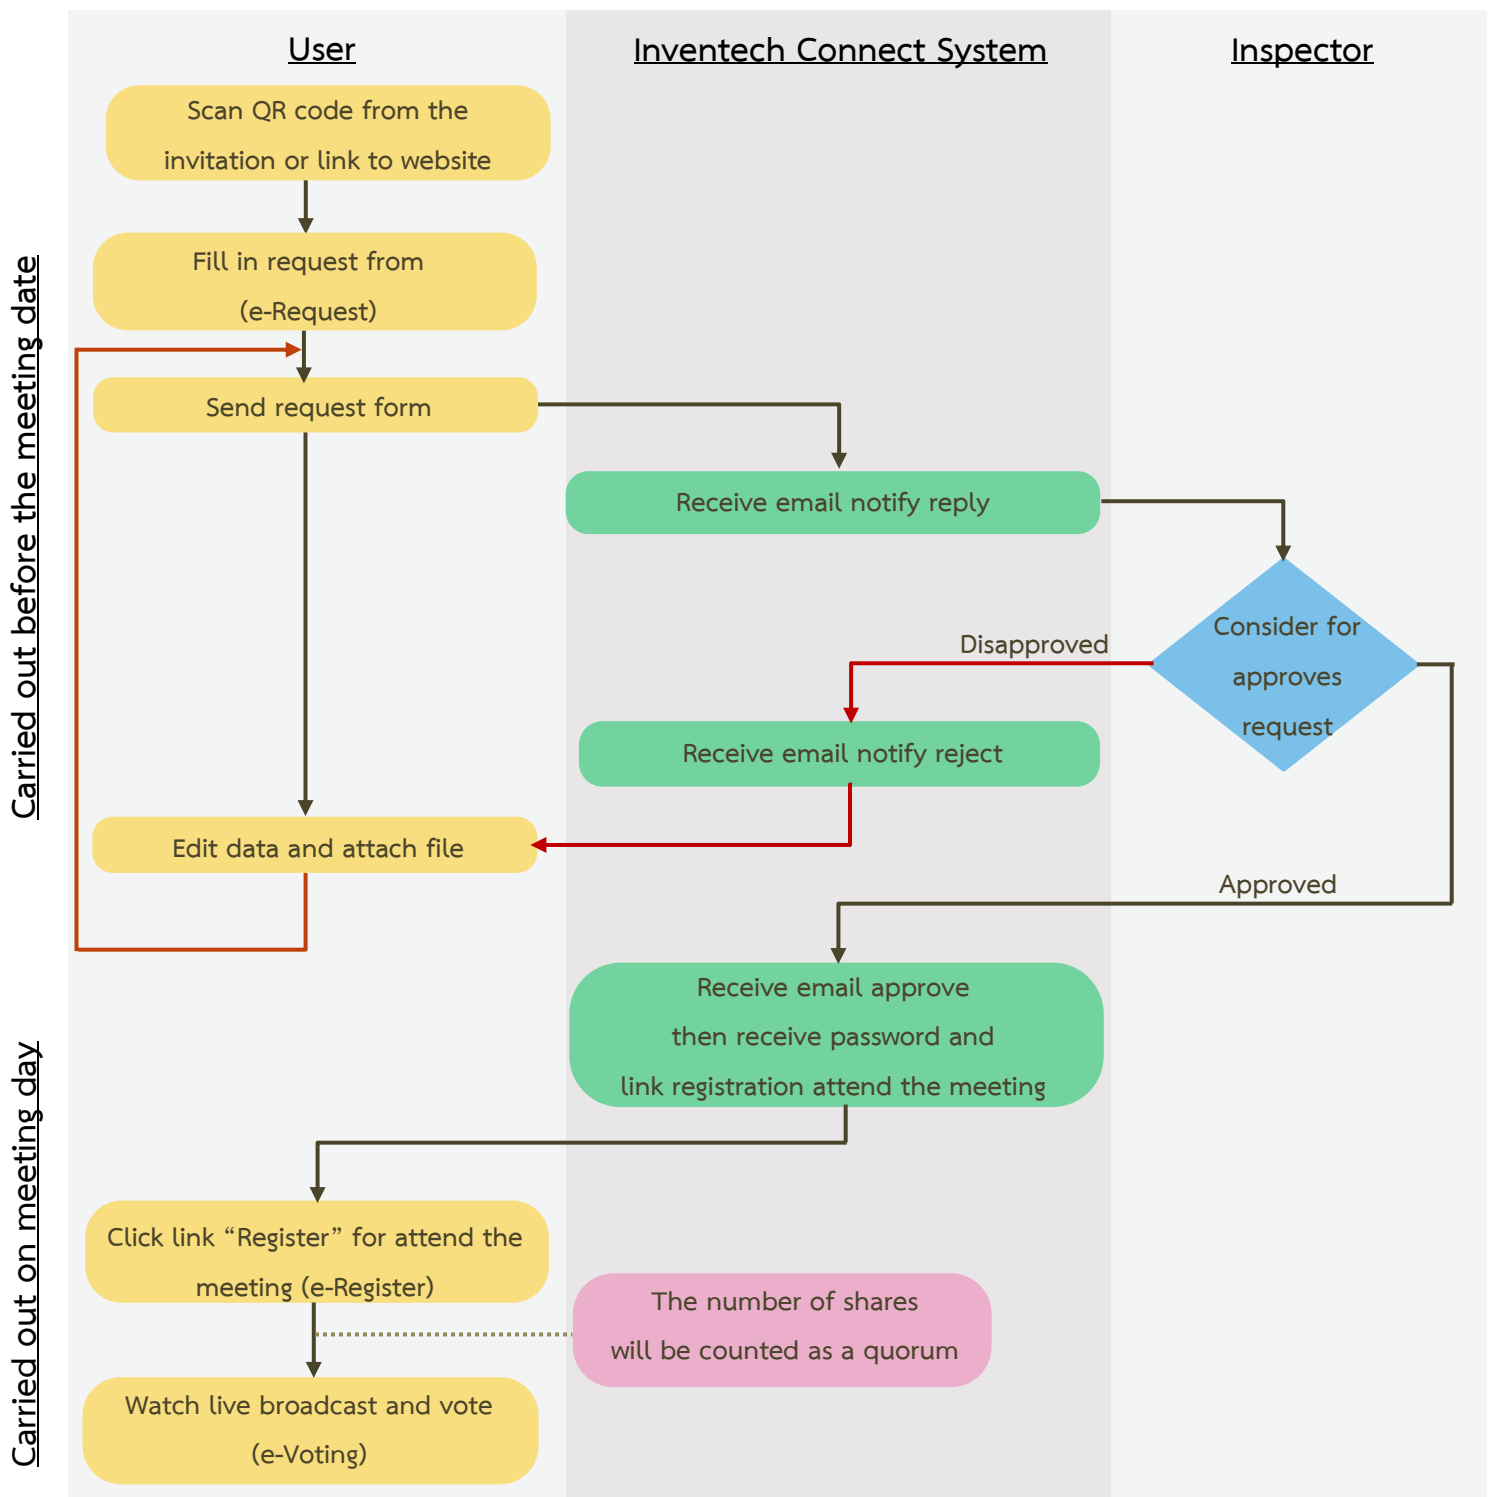 User
Inventech Connect System
Inspector
Carried out before the meeting date
Scan QR code from the
invitation or link to website
Fill in request from
(e-Request)
Send request form
Receive email notify reply
Consider for
approves
request
Disapproved
Receive email notify reject
Edit data and attach file
Approved
Receive email approve
then receive password and
link registration attend the meeting
Carried out on meeting day
Click link “Register” for attend the
meeting (e-Register)
The number of shares
will be counted as a quorum
Watch live broadcast and vote
(e-Voting)